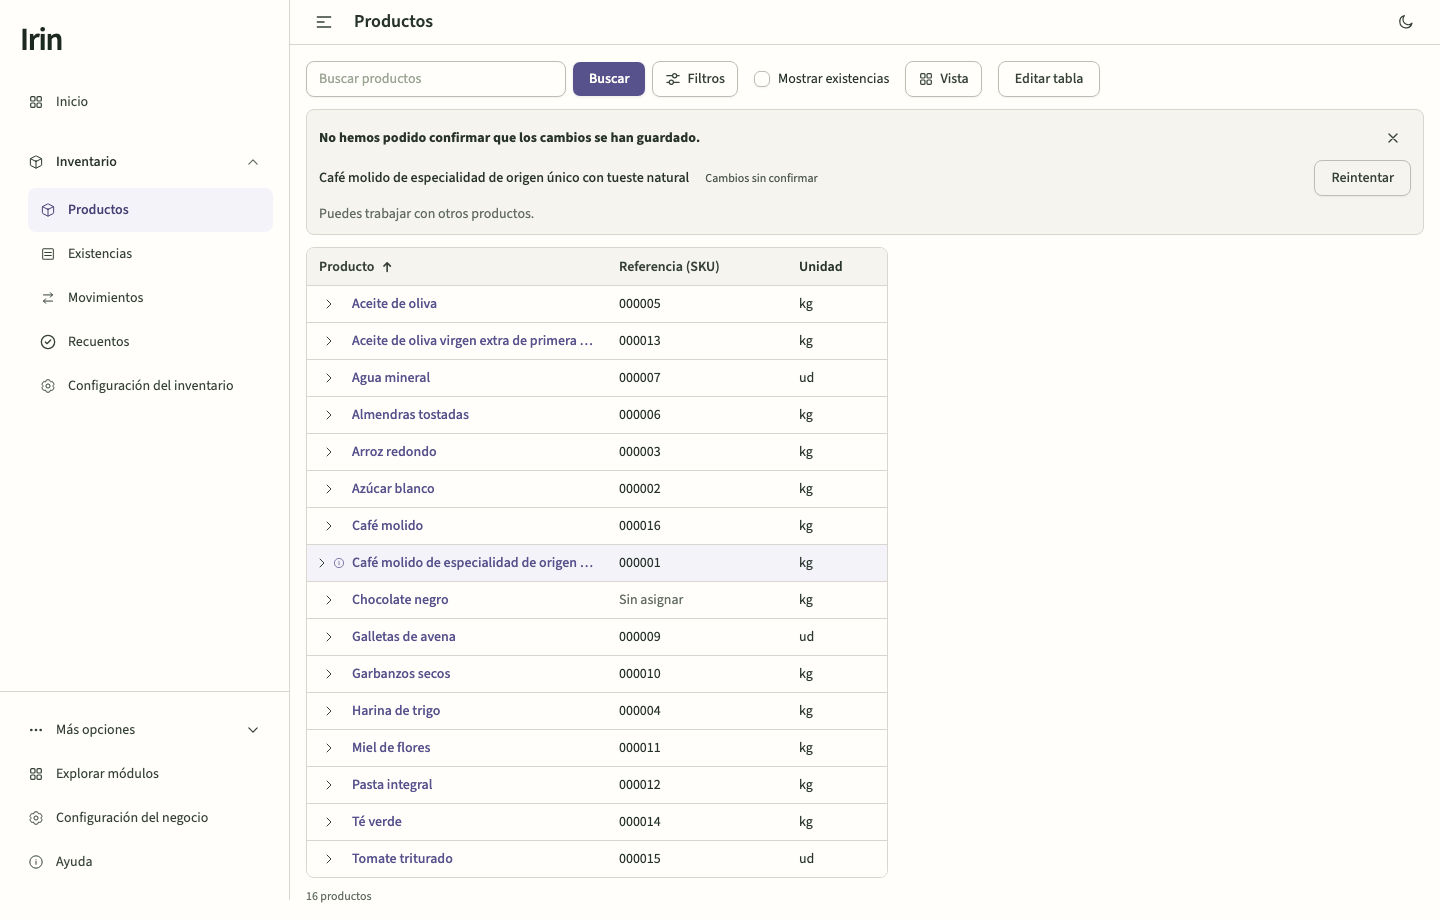 Irin
Productos
Inicio
Inventario
Productos
Existencias
Movimientos
Recuentos
Configuración del inventario
Más opciones
Explorar módulos
Configuración del negocio
Ayuda
Buscar productos Buscar Filtros Mostrar existencias Vista Editar tabla
No hemos podido confirmar que los cambios se han guardado.
Café molido de especialidad de origen único con tueste natural Cambios sin confirmar Reintentar
Puedes trabajar con otros productos.
Producto Referencia (SKU) Unidad
Aceite de oliva 000005 kg
Aceite de oliva virgen extra de primera … 000013 kg
Agua mineral 000007 ud
Almendras tostadas 000006 kg
Arroz redondo 000003 kg
Azúcar blanco 000002 kg
Café molido 000016 kg
Café molido de especialidad de origen … 000001 kg
Chocolate negro Sin asignar kg
Galletas de avena 000009 ud
Garbanzos secos 000010 kg
Harina de trigo 000004 kg
Miel de flores 000011 kg
Pasta integral 000012 kg
Té verde 000014 kg
Tomate triturado 000015 ud
16 productos